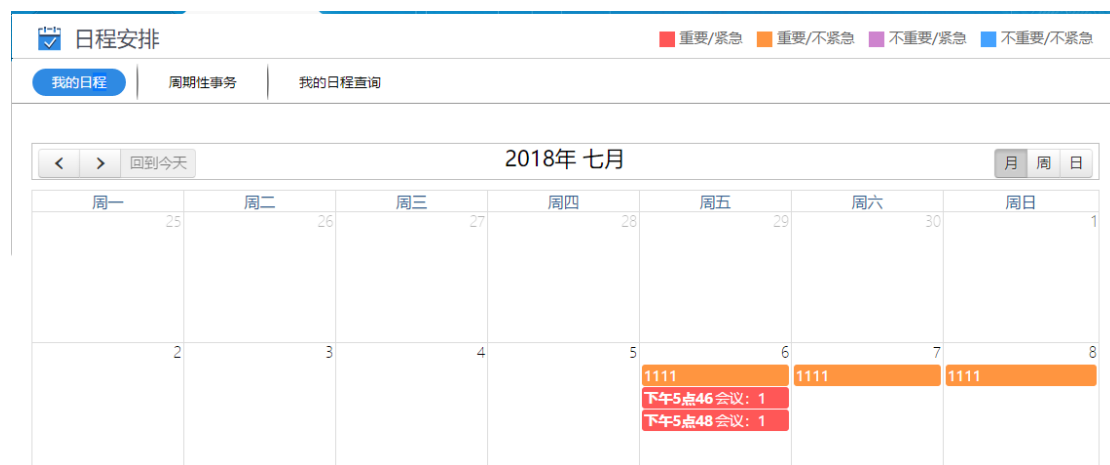 日程安排
重要/紧急 重要/不紧急 不重要/紧急 不重要/不紧急
我的日程 周期性事务 我的日程查询
< > 回到今天 2018年 七月 月 周 日
周一 周二 周三 周四 周五 周六 周日
25 26 27 28 29 30 1
2 3 4 5 6 7 8
1111 1111 1111
下午5点46 会议：1
下午5点48 会议：1